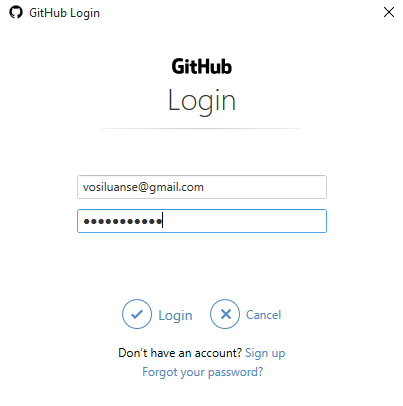 GitHub Login
GitHub
Login
vosiluanse@gmail.com
●●●●●●●●●●●
Login Cancel
Don't have an account? Sign up
Forgot your password?